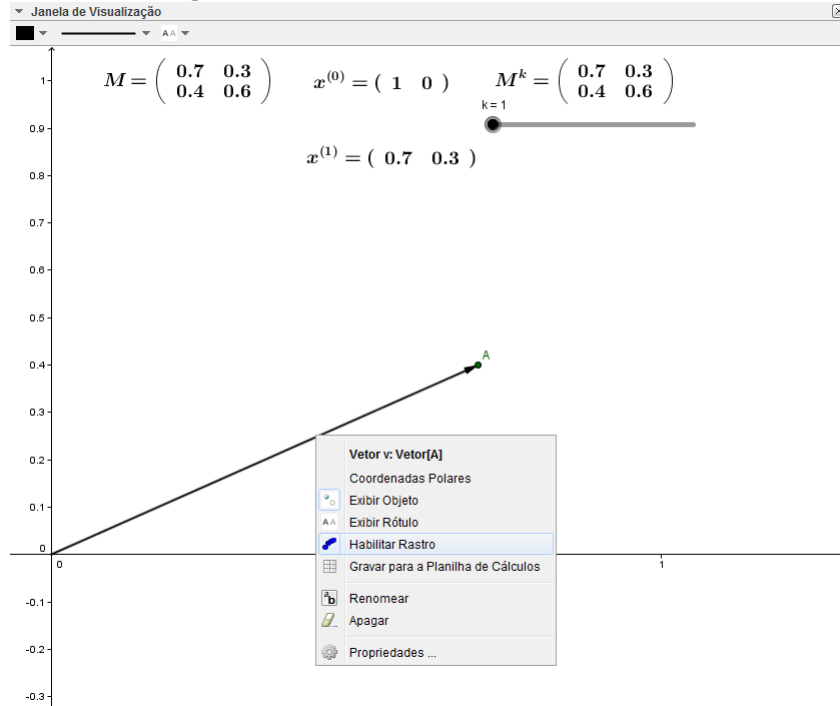 Janela de Visualização
A A
M = ( 0.7 0.3
0.4 0.6 )
x^(0) = ( 1 0 )
M^k = ( 0.7 0.3
0.4 0.6 )
k = 1
x^(1) = ( 0.7 0.3 )
1
0.9
0.8
0.7
0.6
0.5
0.4
0.3
0.2
0.1
0
-0.1
-0.2
-0.3
0
1
A
Vetor v: Vetor[A]
Coordenadas Polares
Exibir Objeto
A A Exibir Rótulo
Habilitar Rastro
Gravar para a Planilha de Cálculos
ab Renomear
Apagar
Propriedades ...